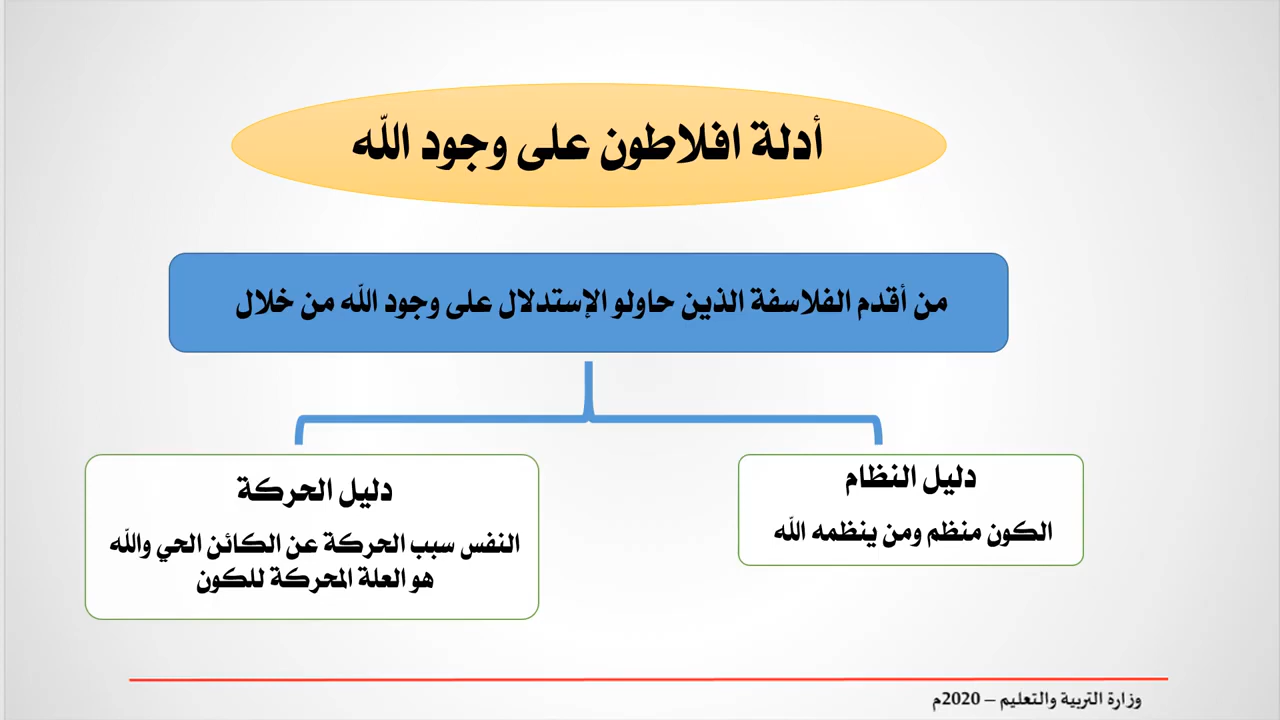 أدلة افلاطون على وجود الله
من أقدم الفلاسفة الذين حاولو الإستدلال على وجود الله من خلال
دليل النظام
الكون منظم ومن ينظمه الله
دليل الحركة
النفس سبب الحركة عن الكائن الحي والله
هو العلة المحركة للكون
وزارة التربية والتعليم – 2020م